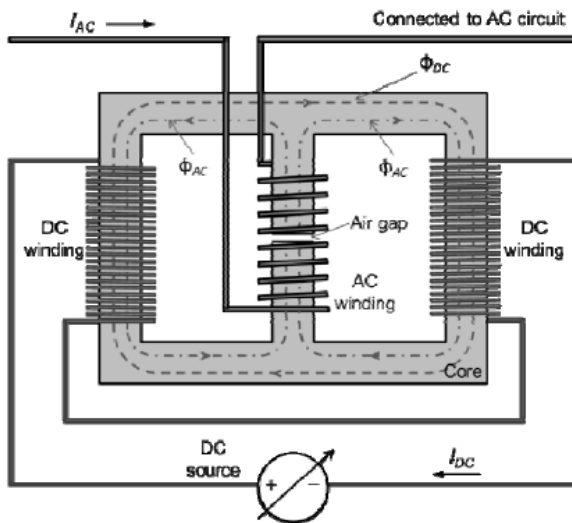 I_AC
Connected to AC circuit
Φ_DC
Φ_AC
Φ_AC
DC
winding
Air gap
DC
winding
AC
winding
Core
DC
source
I_DC
+
−